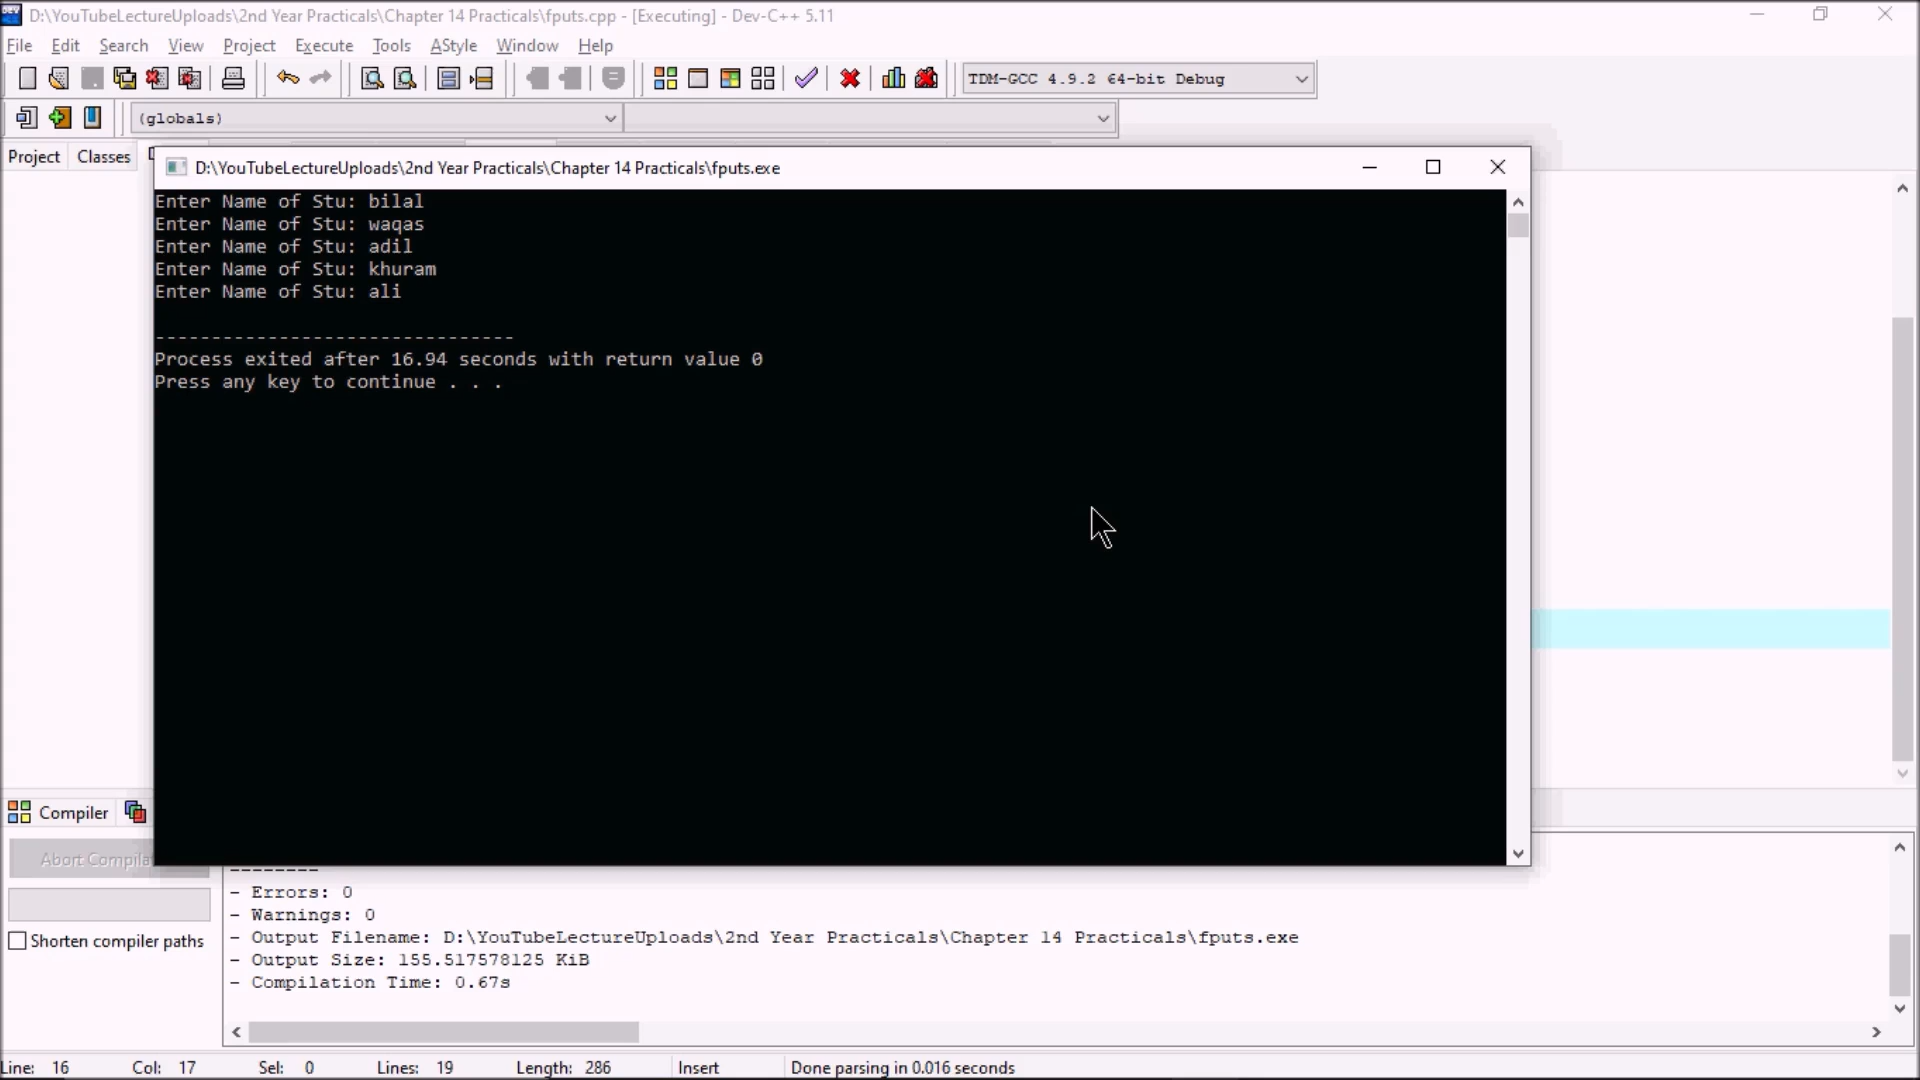 D:\YouTubeLectureUploads\2nd Year Practicals\Chapter 14 Practicals\fputs.cpp - [Executing] - Dev-C++ 5.11
File Edit Search View Project Execute Tools AStyle Window Help
TDM-GCC 4.9.2 64-bit Debug
(globals)
Project Classes
D:\YouTubeLectureUploads\2nd Year Practicals\Chapter 14 Practicals\fputs.exe
Enter Name of Stu: bilal
Enter Name of Stu: waqas
Enter Name of Stu: adil
Enter Name of Stu: khuram
Enter Name of Stu: ali
--------------------------------
Process exited after 16.94 seconds with return value 0
Press any key to continue . . .
Compiler
Abort Compila
Shorten compiler paths
--------
- Errors: 0
- Warnings: 0
- Output Filename: D:\YouTubeLectureUploads\2nd Year Practicals\Chapter 14 Practicals\fputs.exe
- Output Size: 155.517578125 KiB
- Compilation Time: 0.67s
Line: 16 Col: 17 Sel: 0 Lines: 19 Length: 286 Insert Done parsing in 0.016 seconds